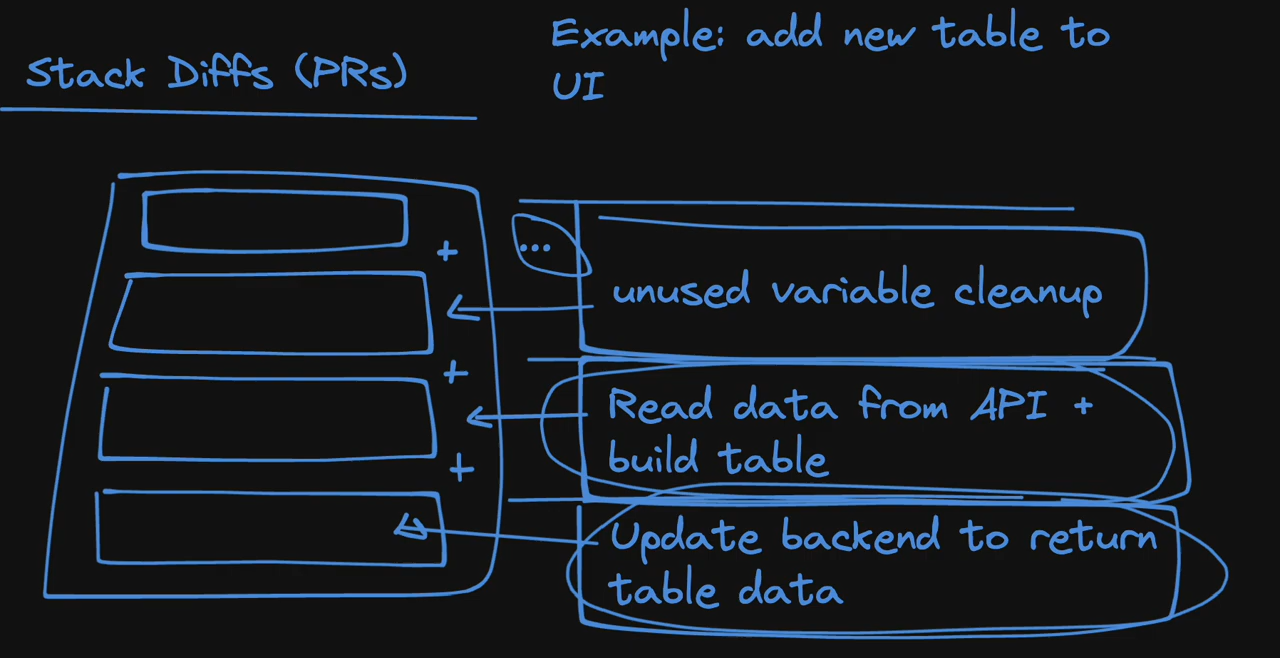 Stack Diffs (PRs)
Example: add new table to
UI
+
...
unused variable cleanup
+
Read data from API +
build table
+
Update backend to return
table data